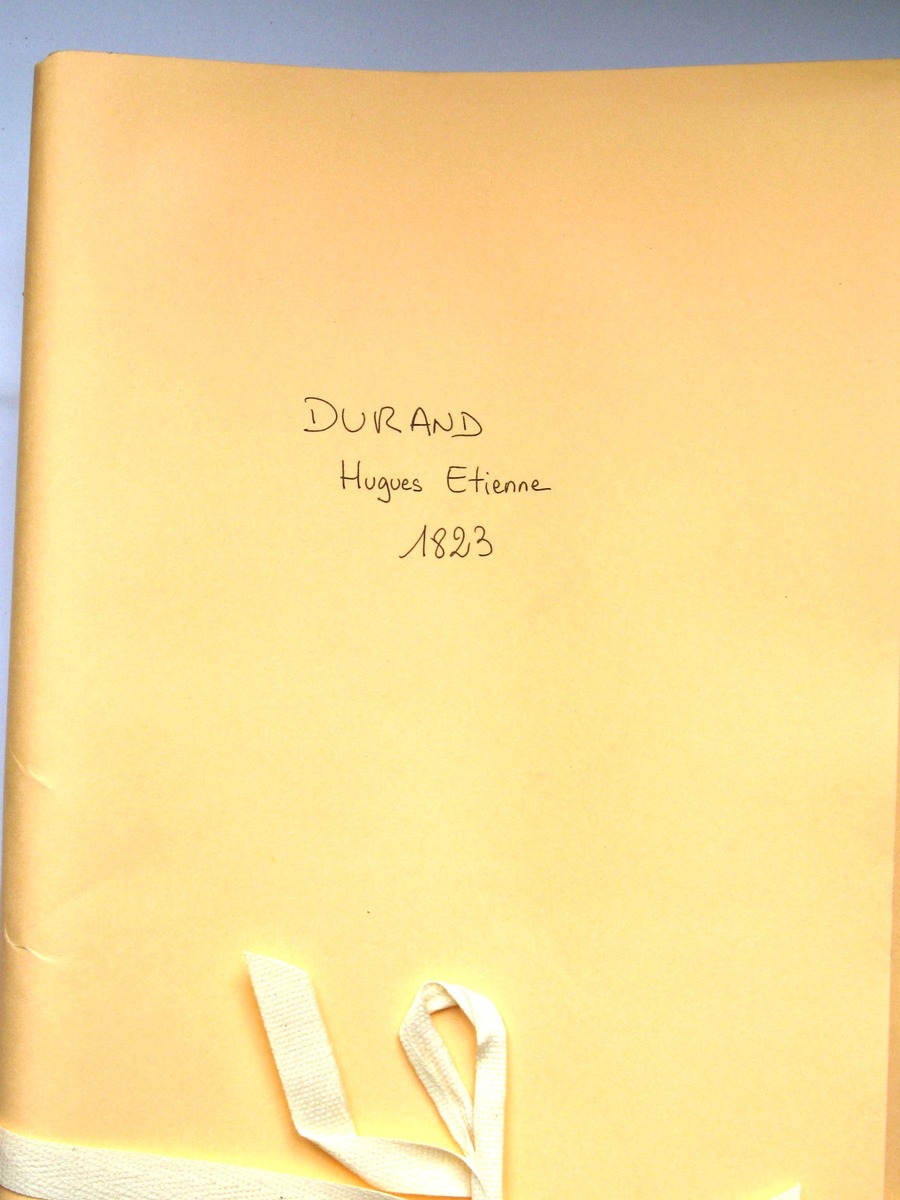 DURAND
Hugues Etienne
1823